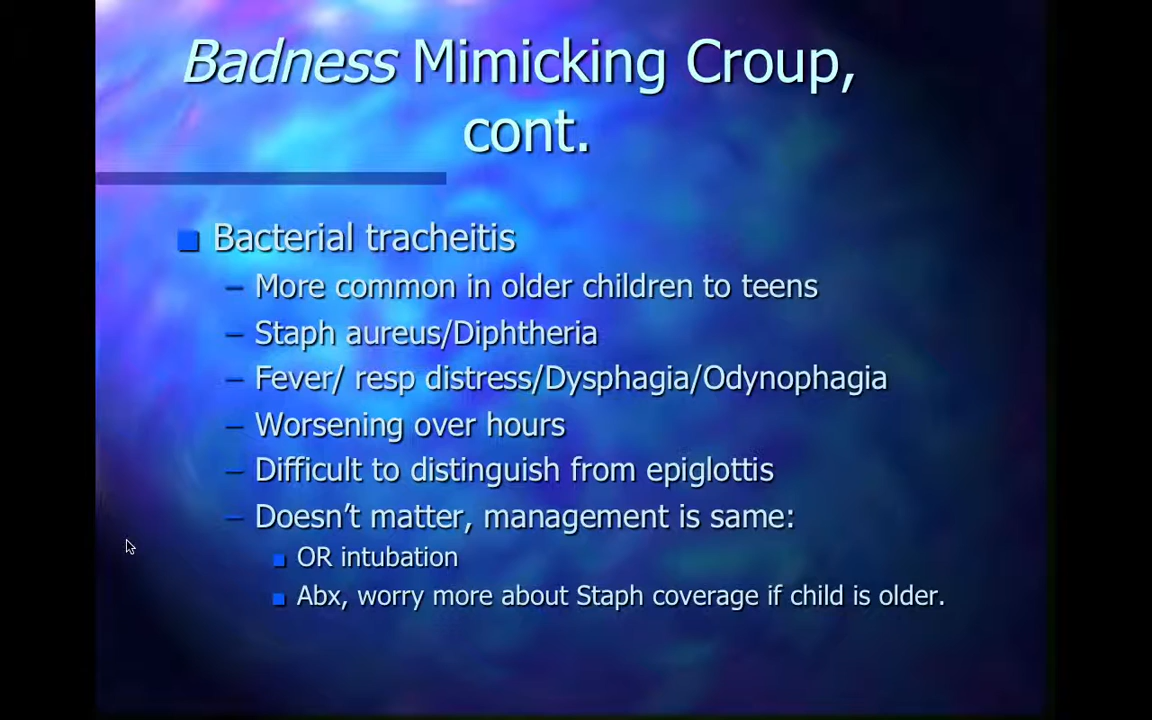 Badness Mimicking Croup,
cont.
Bacterial tracheitis
– More common in older children to teens
– Staph aureus/Diphtheria
– Fever/ resp distress/Dysphagia/Odynophagia
– Worsening over hours
– Difficult to distinguish from epiglottis
– Doesn’t matter, management is same:
OR intubation
Abx, worry more about Staph coverage if child is older.